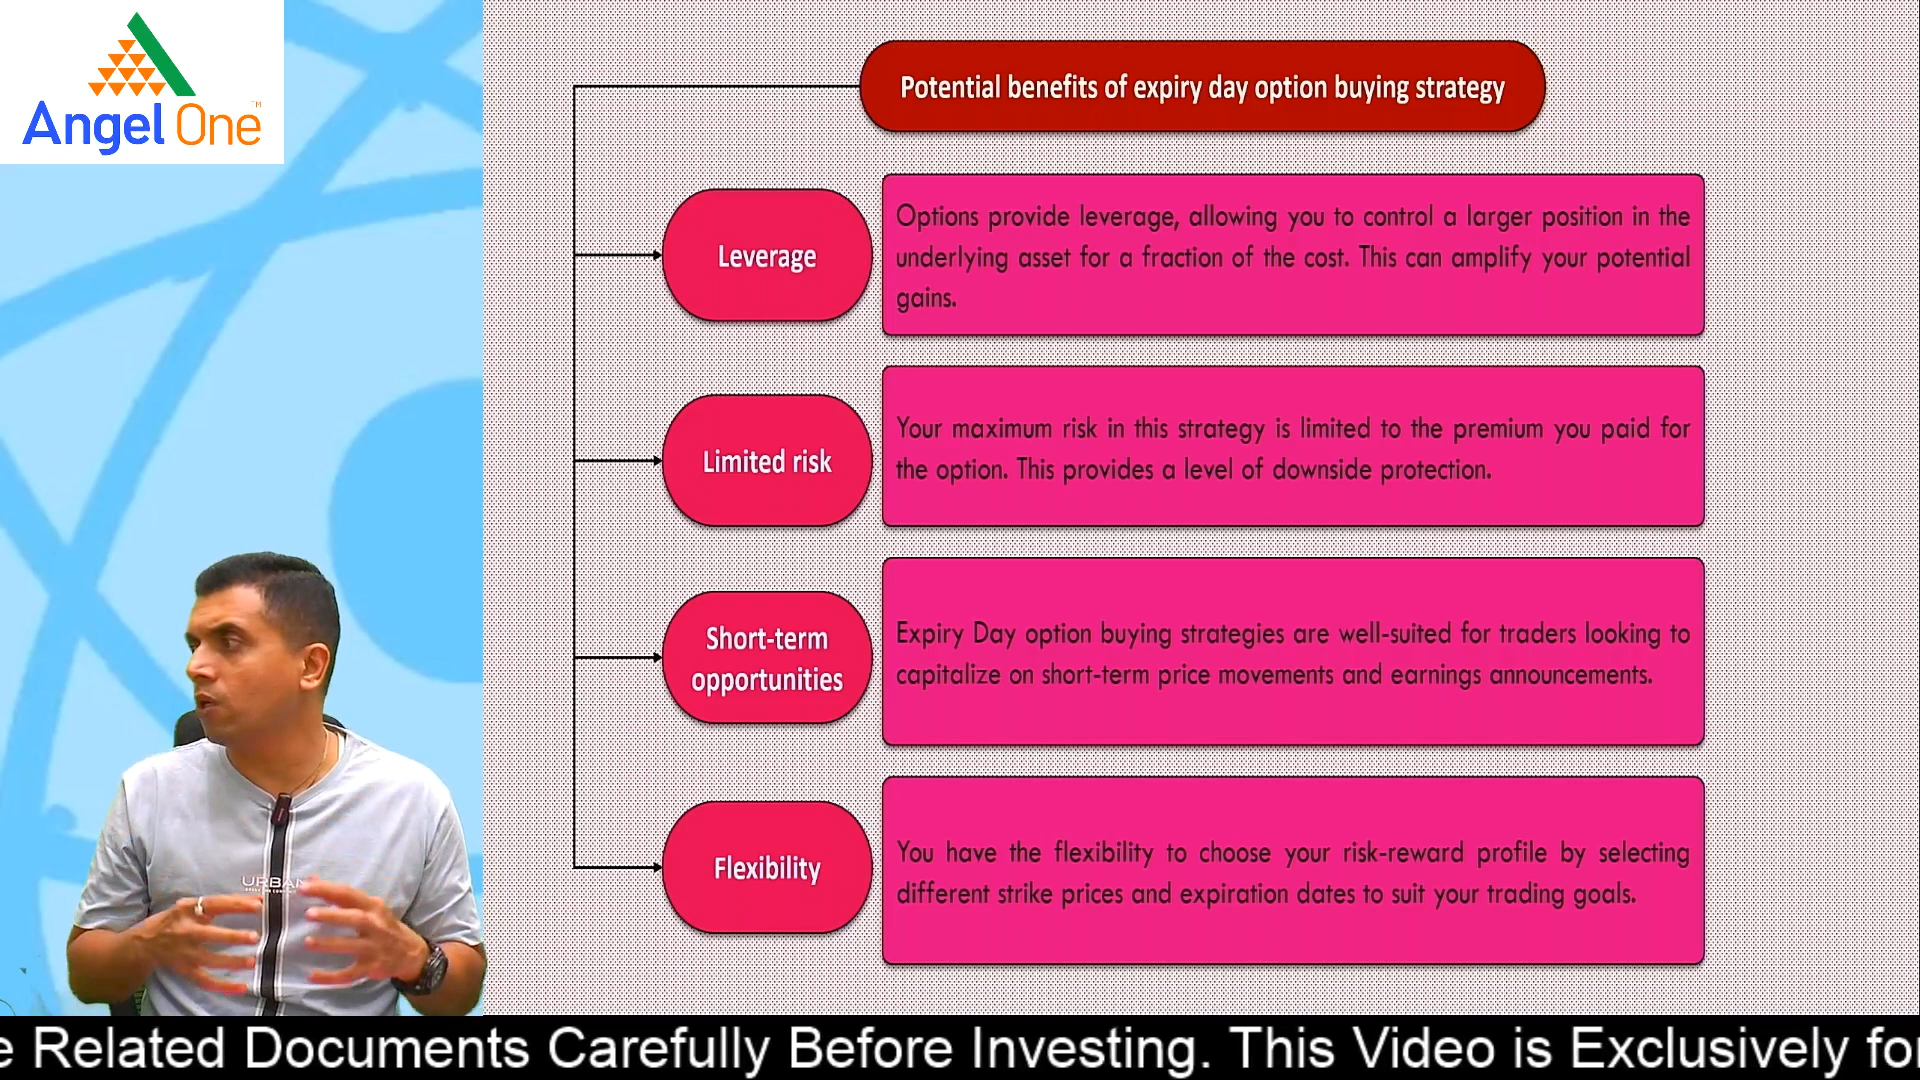 Angel One™
Potential benefits of expiry day option buying strategy
Leverage
Options provide leverage, allowing you to control a larger position in the
underlying asset for a fraction of the cost. This can amplify your potential
gains.
Limited risk
Your maximum risk in this strategy is limited to the premium you paid for
the option. This provides a level of downside protection.
Short-term
opportunities
Expiry Day option buying strategies are well-suited for traders looking to
capitalize on short-term price movements and earnings announcements.
Flexibility
You have the flexibility to choose your risk-reward profile by selecting
different strike prices and expiration dates to suit your trading goals.
URBAN
e Related Documents Carefully Before Investing. This Video is Exclusively for